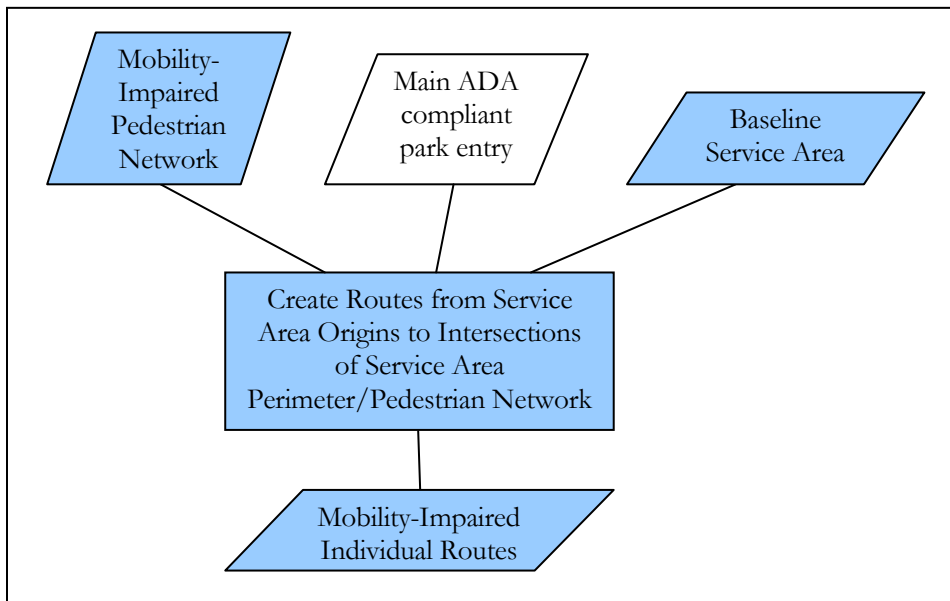 Mobility-
Impaired
Pedestrian
Network
Main ADA
compliant
park entry
Baseline
Service Area
Create Routes from Service
Area Origins to Intersections
of Service Area
Perimeter/Pedestrian Network
Mobility-Impaired
Individual Routes